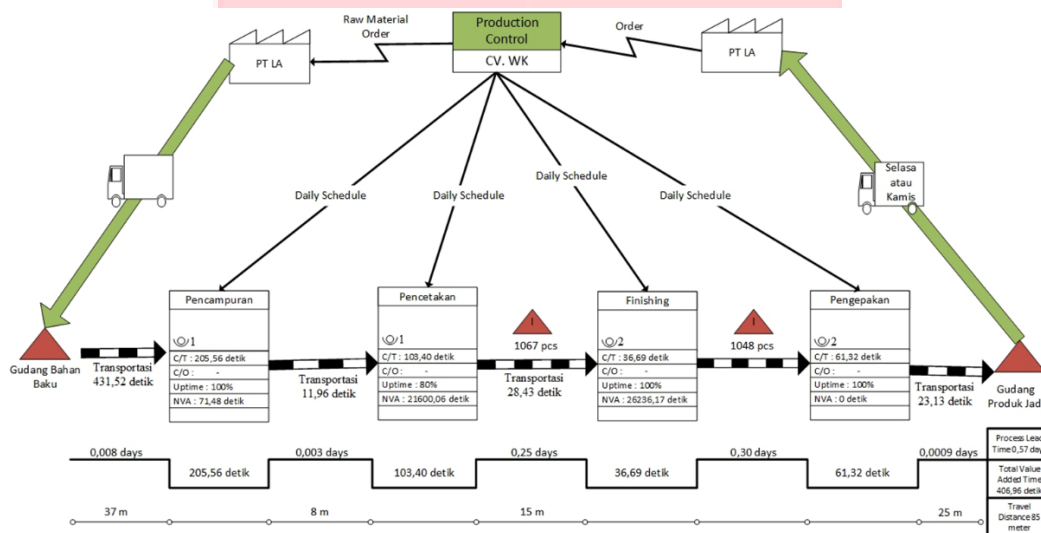 Raw Material
Order
Production
Control
CV. WK
Order
PT LA
PT LA
Selasa
atau
Kamis
Daily Schedule
Daily Schedule
Daily Schedule
Daily Schedule
Gudang Bahan
Baku
Transportasi
431,52 detik
Pencampuran
1
C/T : 205,56 detik
C/O : -
Uptime : 100%
NVA : 71,48 detik
Transportasi
11,96 detik
Pencetakan
1
C/T : 103,40 detik
C/O : -
Uptime : 80%
NVA : 21600,06 detik
I
1067 pcs
Transportasi
28,43 detik
Finishing
2
C/T : 36,69 detik
C/O : -
Uptime : 100%
NVA : 26236,17 detik
I
1048 pcs
Pengepakan
2
C/T : 61,32 detik
C/O : -
Uptime : 100%
NVA : 0 detik
Transportasi
23,13 detik
Gudang
Produk Jadi
0,008 days
205,56 detik
0,003 days
103,40 detik
0,25 days
36,69 detik
0,30 days
61,32 detik
0,0009 days
Process Lead
Time 0,57 day
Total Value
Added Time
406,96 detik
Travel
Distance 85
meter
37 m
8 m
15 m
25 m